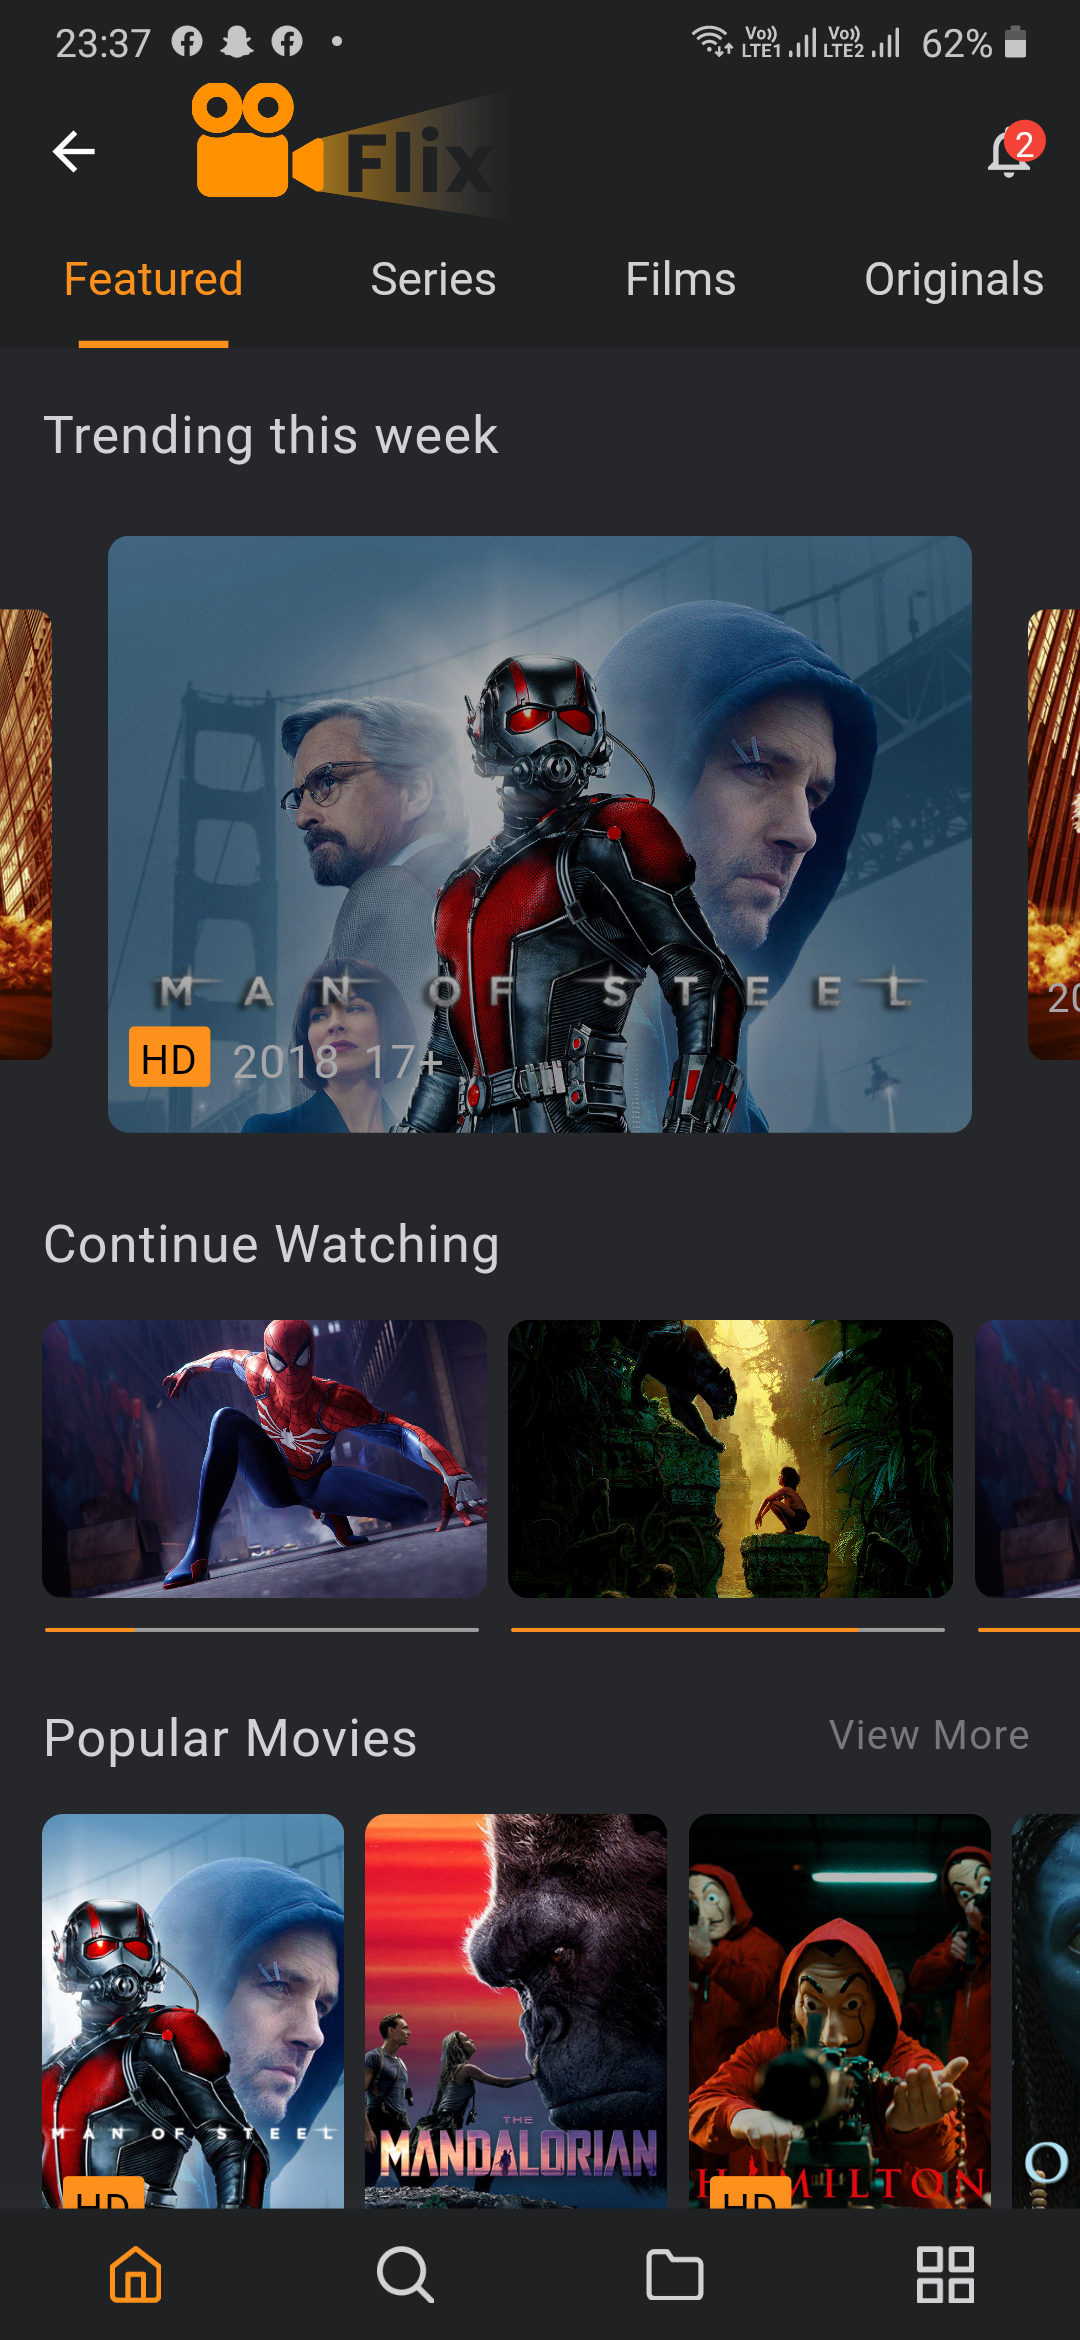 23:37
Vo)) LTE1 Vo)) LTE2 62%
Flix
2
Featured Series Films Originals
Trending this week
MAN OF STEEL
HD 2018 17+
20
Continue Watching
Popular Movies View More
MAN OF STEEL
THE
MANDALORIAN
HAMILTON
O
HD HD